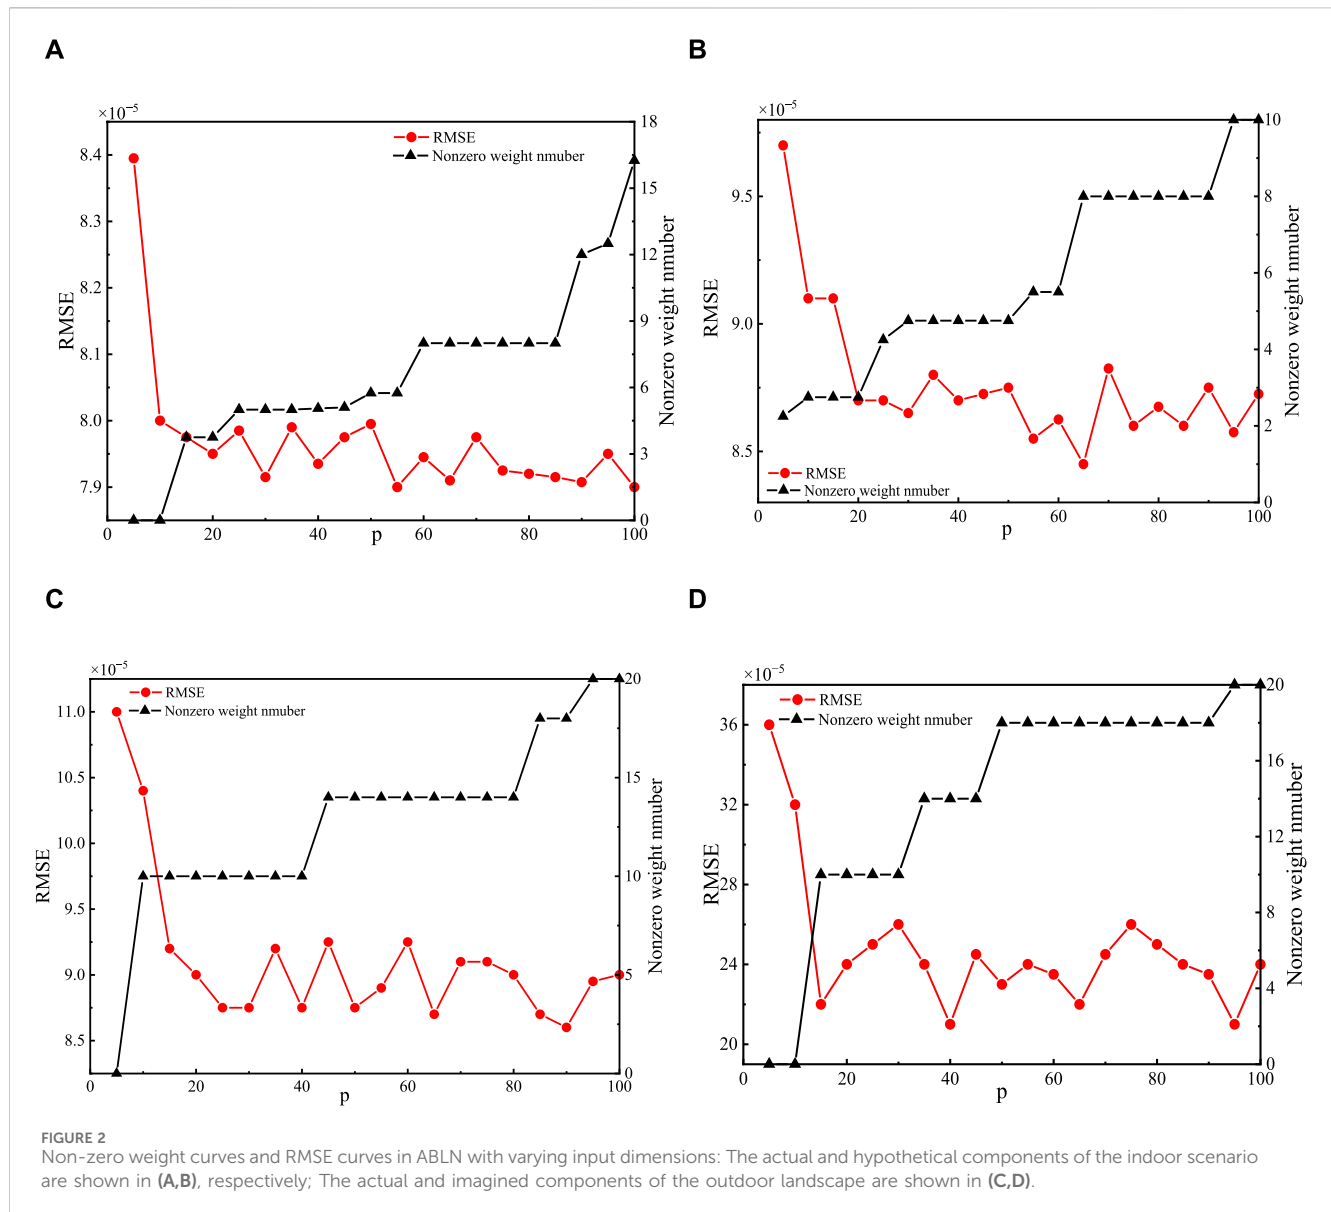 A
×10⁻⁵
8.4
8.3
8.2
8.1
8.0
7.9
RMSE
RMSE
Nonzero weight nmuber
18
15
12
9
6
3
0
Nonzero weight nmuber
0 20 40 60 80 100
p
B
×10⁻⁵
9.5
9.0
8.5
RMSE
RMSE
Nonzero weight nmuber
10
8
6
4
2
0
Nonzero weight nmuber
0 20 40 60 80 100
p
C
×10⁻⁵
11.0
10.5
10.0
9.5
9.0
8.5
RMSE
RMSE
Nonzero weight nmuber
20
15
10
5
0
Nonzero weight nmuber
0 20 40 60 80 100
p
D
×10⁻⁵
36
32
28
24
20
RMSE
RMSE
Nonzero weight nmuber
20
16
12
8
4
0
Nonzero weight nmuber
0 20 40 60 80 100
p
FIGURE 2
Non-zero weight curves and RMSE curves in ABLN with varying input dimensions: The actual and hypothetical components of the indoor scenario
are shown in (A,B), respectively; The actual and imagined components of the outdoor landscape are shown in (C,D).